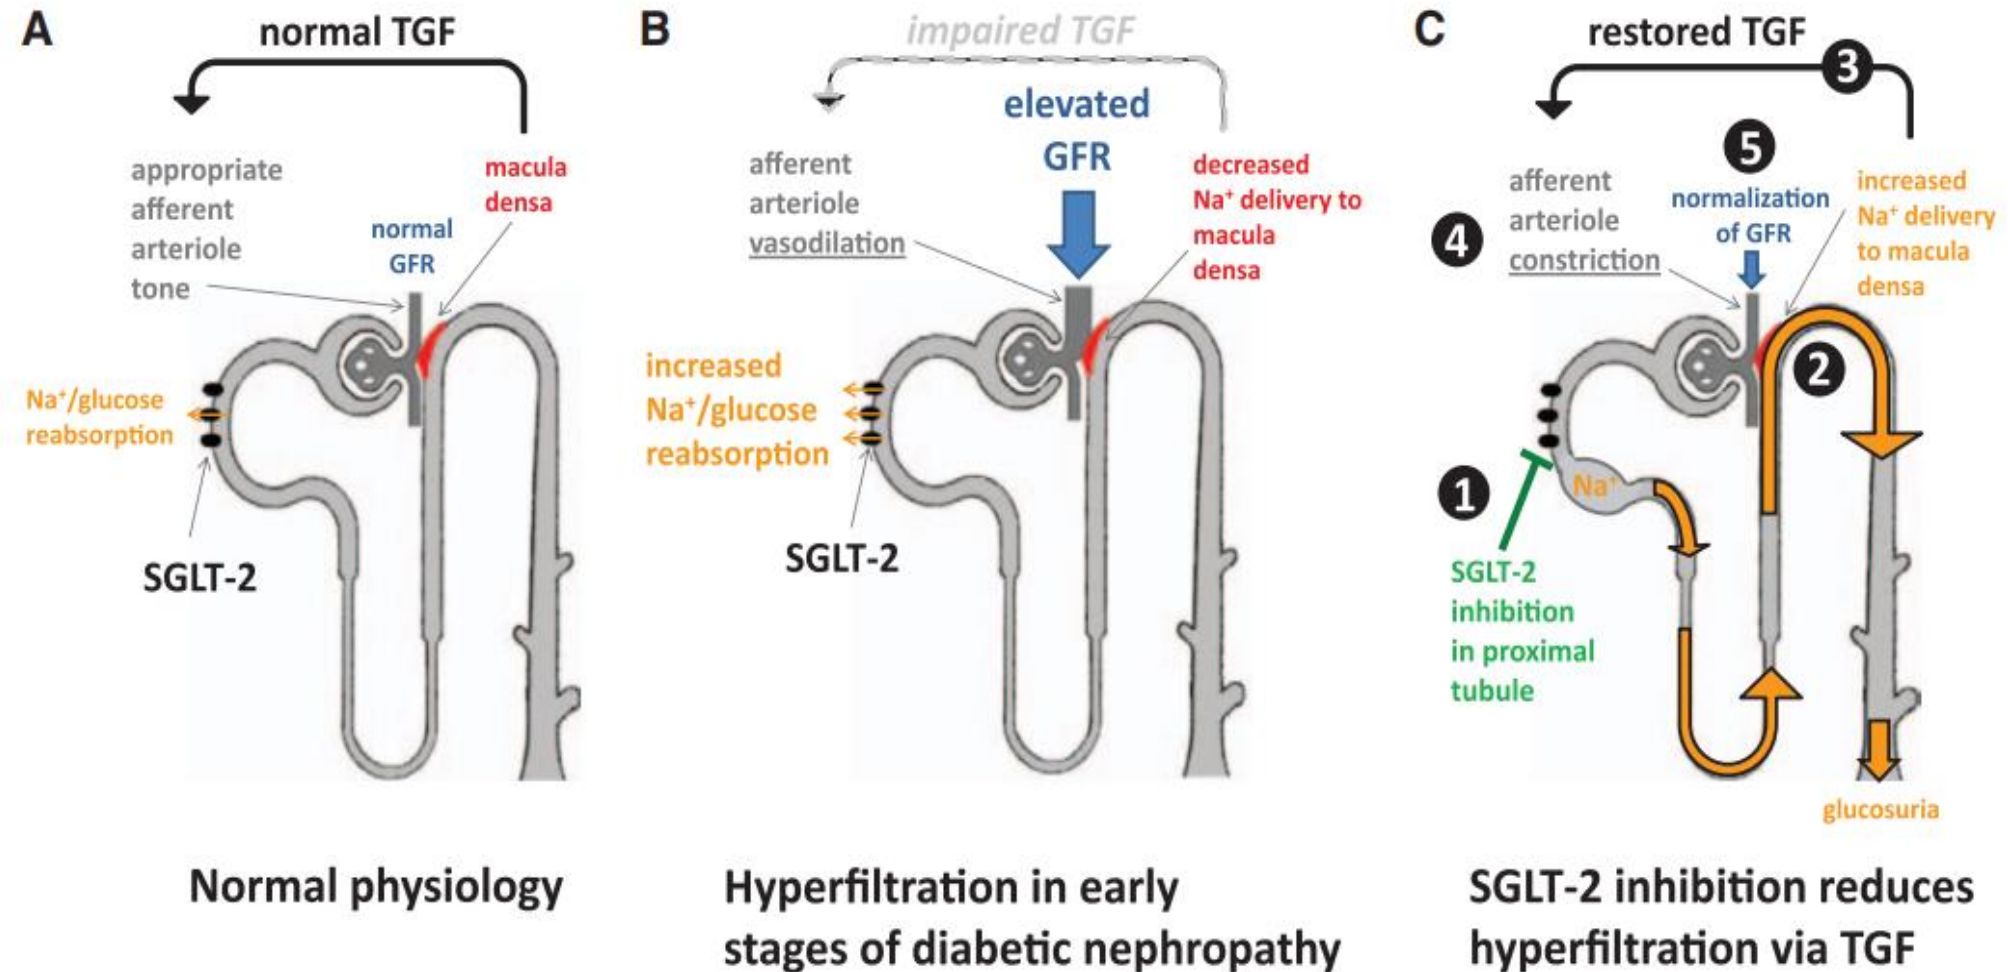 A
normal TGF
appropriate
afferent
arteriole
tone
normal
GFR
macula
densa
Na⁺/glucose
reabsorption
SGLT-2
Normal physiology
B
impaired TGF
elevated
GFR
afferent
arteriole
vasodilation
decreased
Na⁺ delivery to
macula
densa
increased
Na⁺/glucose
reabsorption
SGLT-2
Hyperfiltration in early
stages of diabetic nephropathy
C
restored TGF
3
5
normalization
of GFR
4
afferent
arteriole
constriction
increased
Na⁺ delivery
to macula
densa
2
1
Na⁺
SGLT-2
inhibition
in proximal
tubule
glucosuria
SGLT-2 inhibition reduces
hyperfiltration via TGF